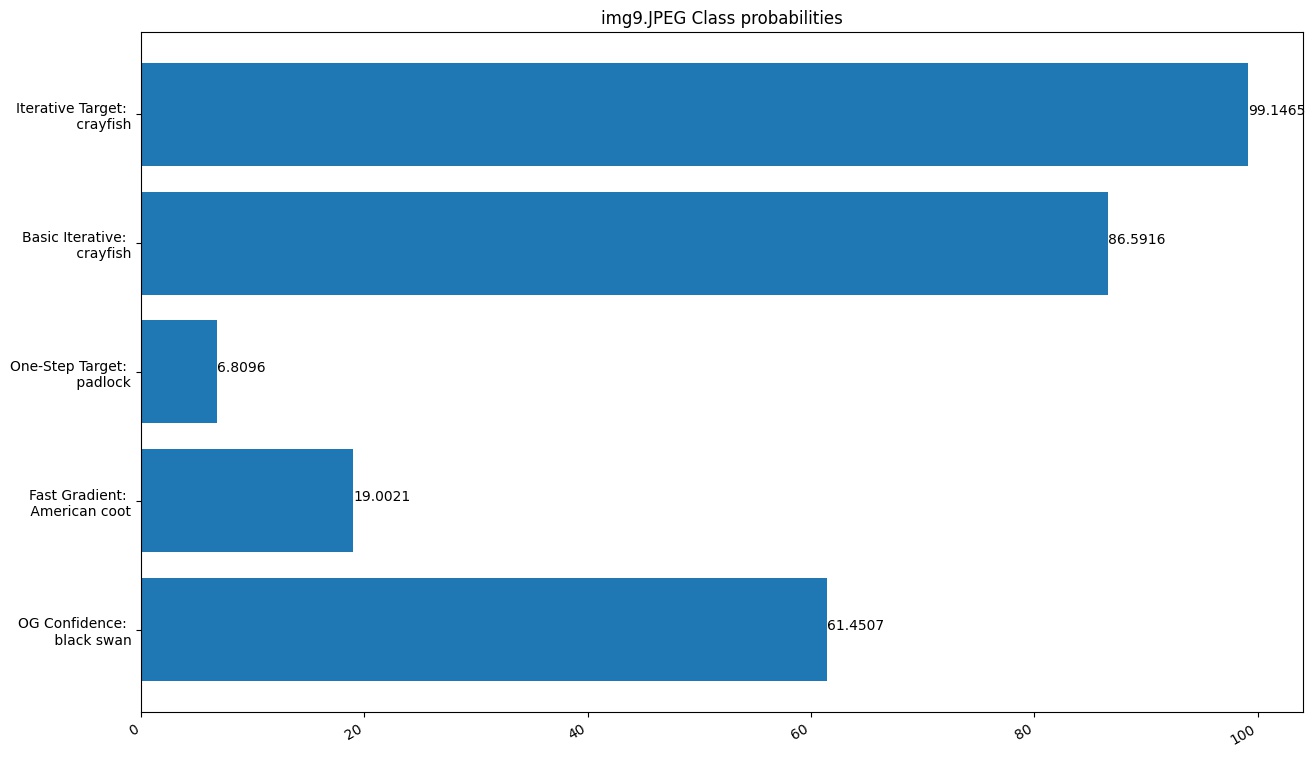 img9.JPEG Class probabilities
Iterative Target:
crayfish
99.1465
Basic Iterative:
crayfish
86.5916
One-Step Target:
padlock
6.8096
Fast Gradient:
American coot
19.0021
OG Confidence:
black swan
61.4507
0
20
40
60
80
100